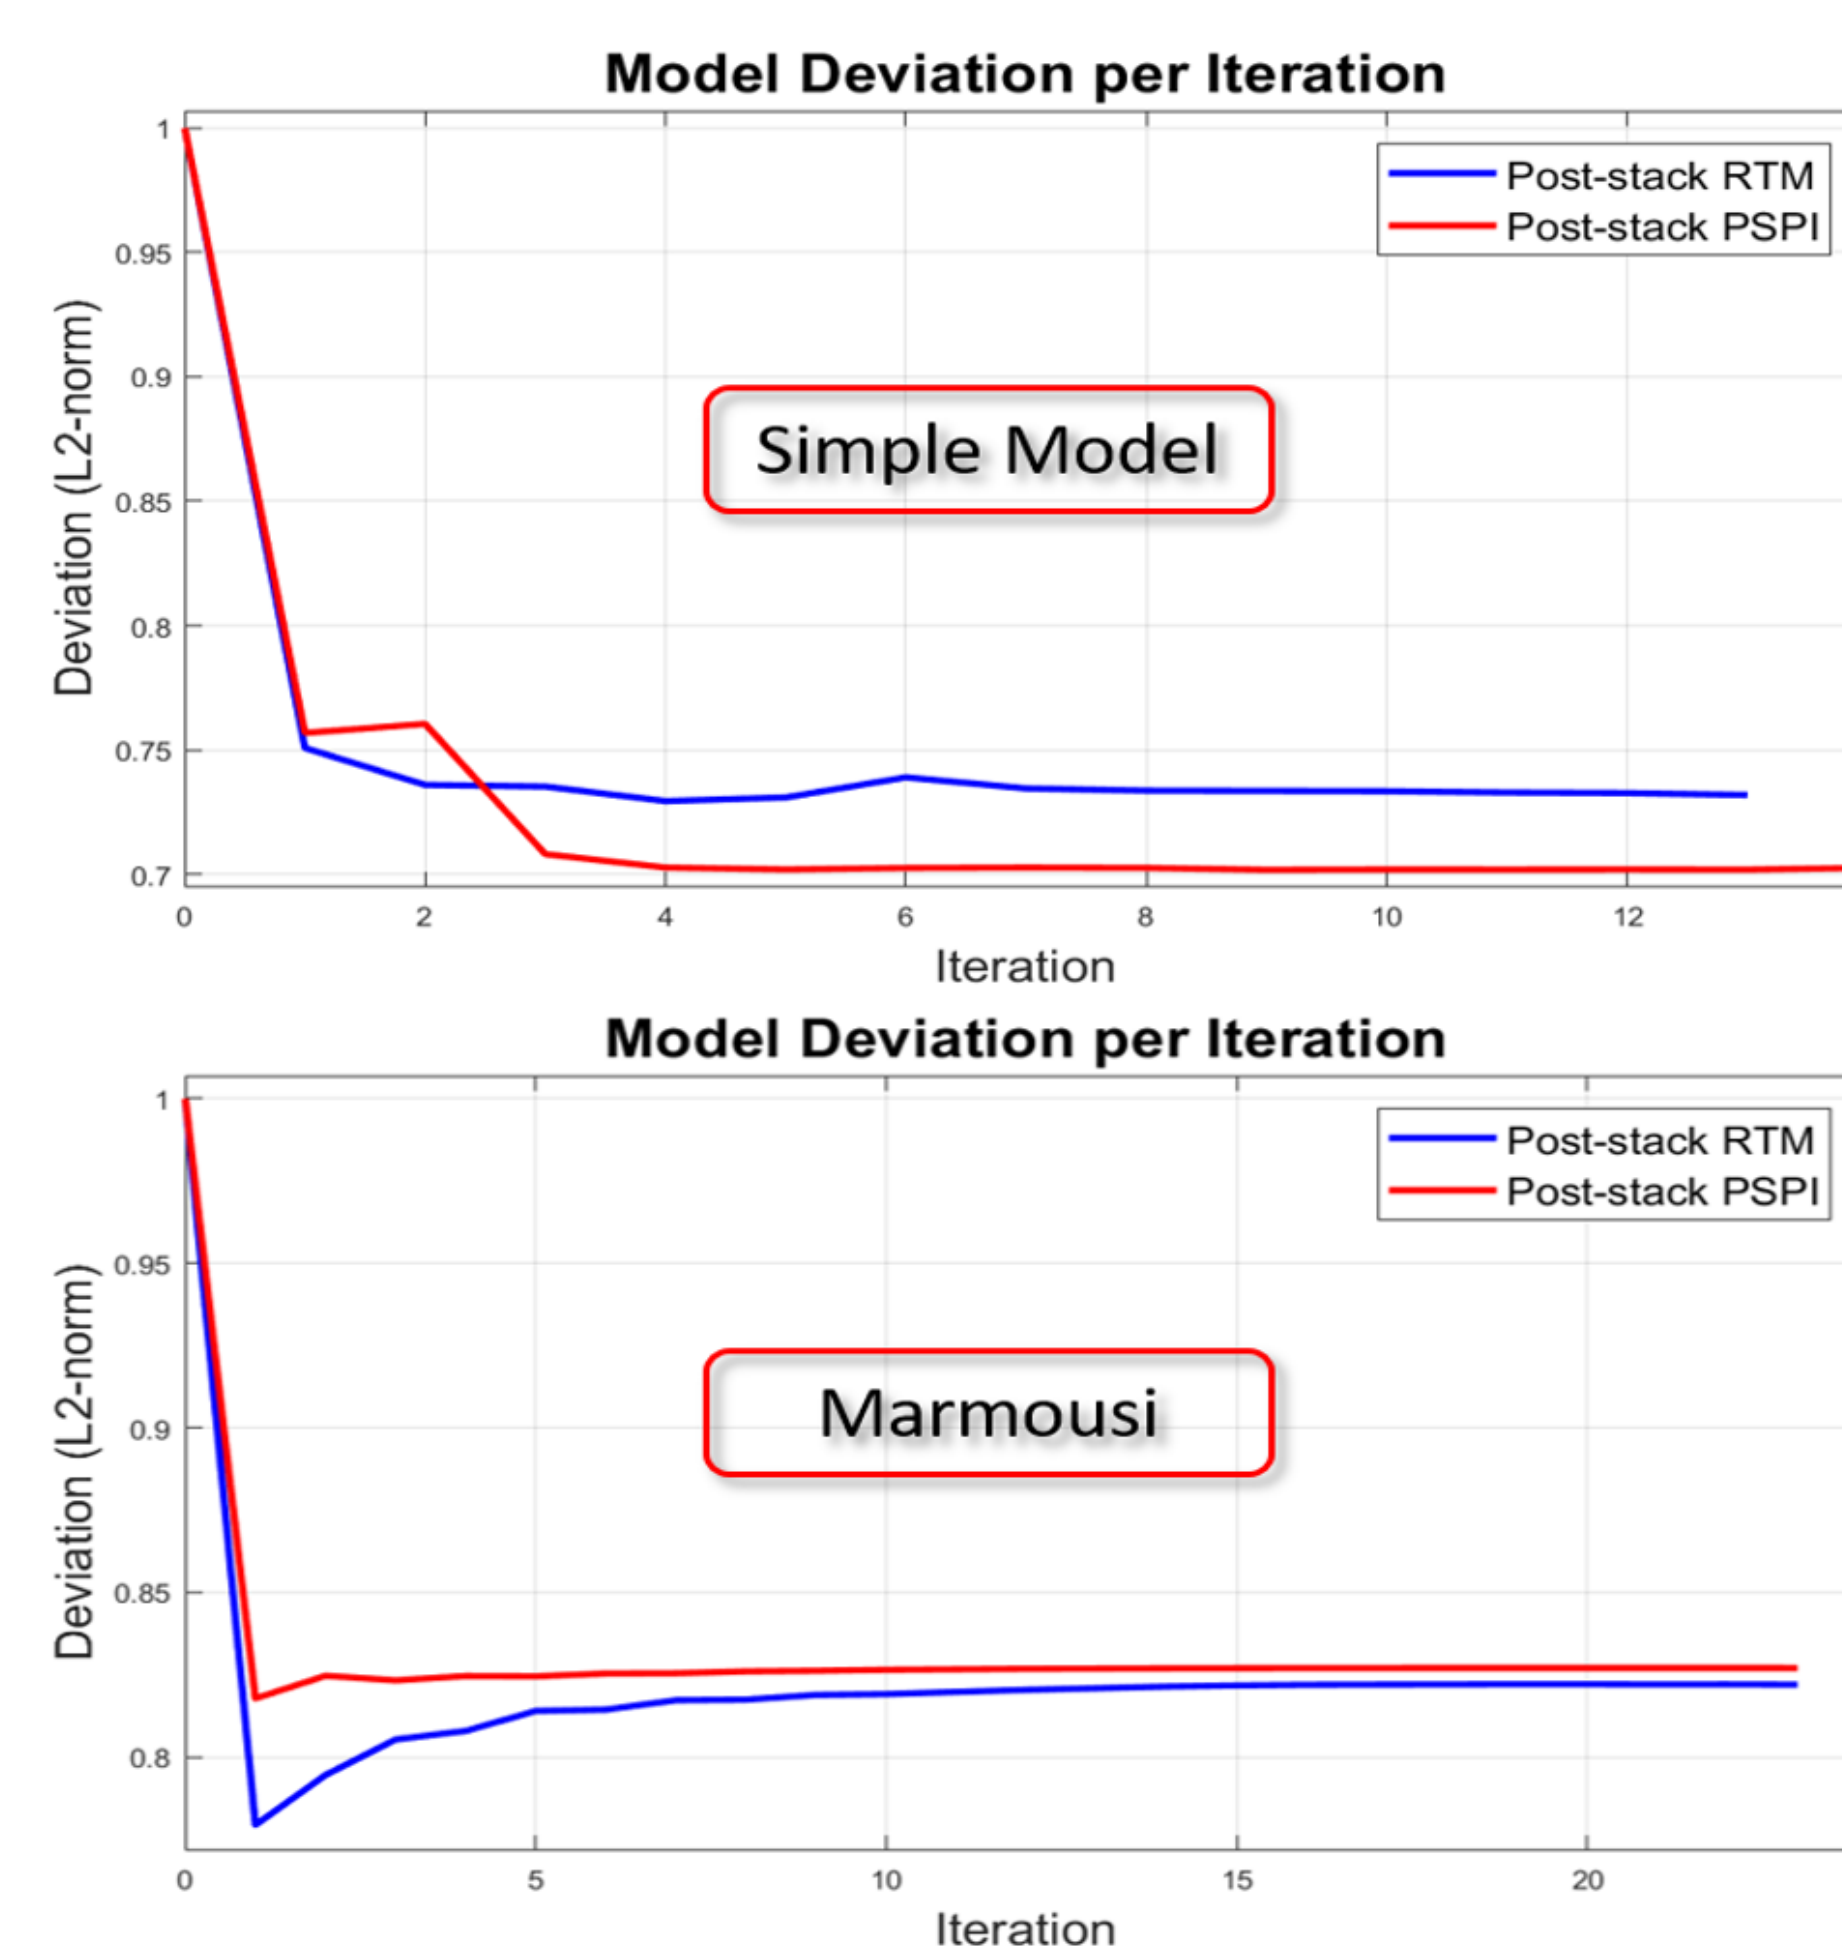 Model Deviation per Iteration
1
Post-stack RTM
Post-stack PSPI
0.95
0.9
Simple Model
0.85
0.8
0.75
0.7
Deviation (L2-norm)
0 2 4 6 8 10 12
Iteration
Model Deviation per Iteration
1
Post-stack RTM
Post-stack PSPI
0.95
0.9
Marmousi
0.85
0.8
Deviation (L2-norm)
0 5 10 15 20
Iteration